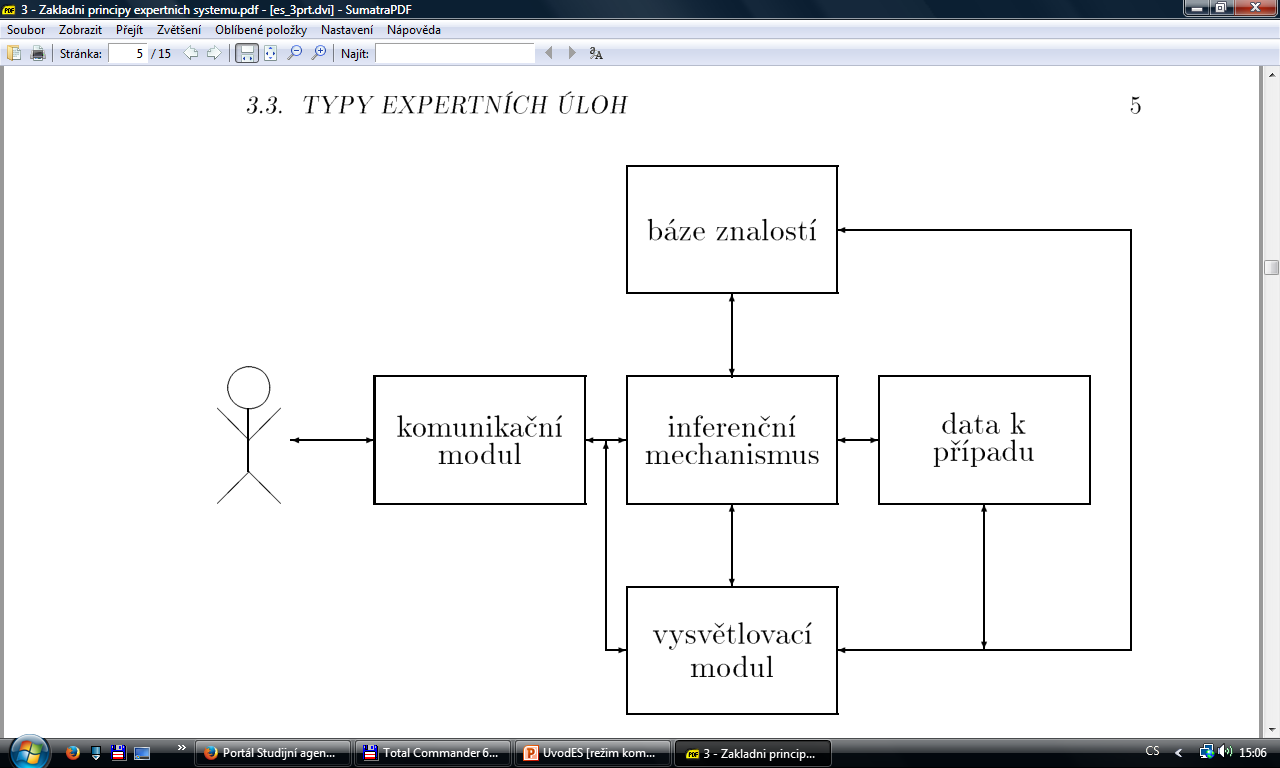 3 - Zakladni principy expertnich systemu.pdf - [es_3prt.dvi] - SumatraPDF
Soubor Zobrazit Přejít Zvětšení Oblíbené položky Nastavení Nápověda
Stránka: 5 / 15 Najít:
3.3. TYPY EXPERTNÍCH ÚLOH 5
báze znalostí
komunikační
modul
inferenční
mechanismus
data k
případu
vysvětlovací
modul
Portál Studijní agen... Total Commander 6... UvodES [režim kom... 3 - Zakladni princip... CS 15:06